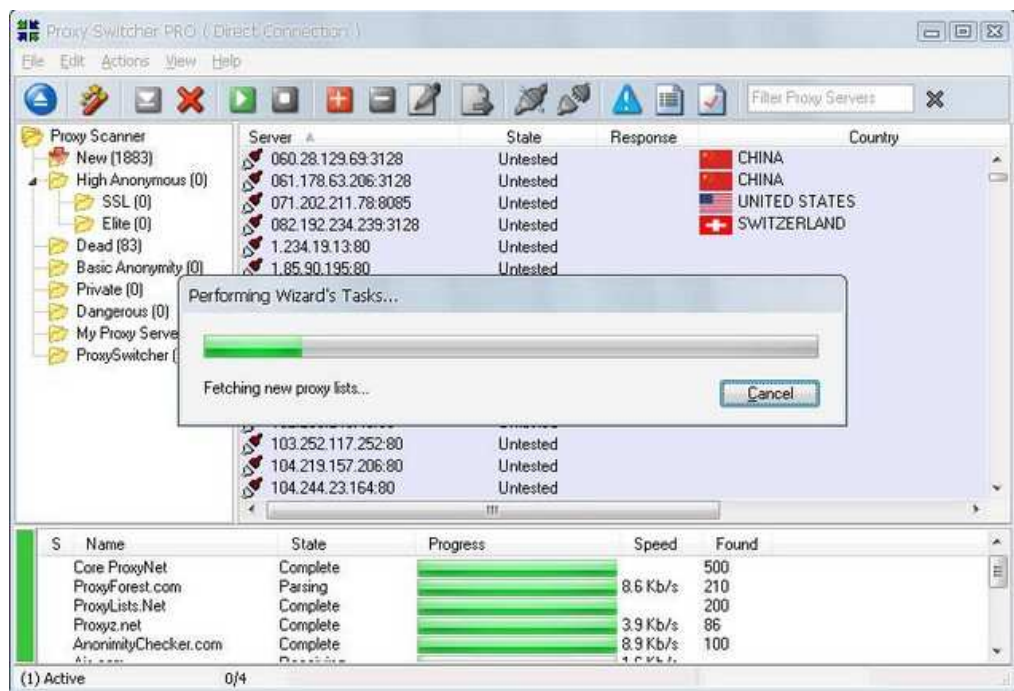 Proxy Switcher PRO ( Direct Connection )
File Edit Actions View Help
Filter Proxy Servers
Proxy Scanner
New (1883)
High Anonymous (0)
SSL (0)
Elite (0)
Dead (83)
Basic Anonymity (0)
Private (0)
Dangerous (0)
My Proxy Serve
ProxySwitcher (
Server State Response Country
060.28.129.69:3128 Untested CHINA
061.178.63.206:3128 Untested CHINA
071.202.211.78:8085 Untested UNITED STATES
082.192.234.239:3128 Untested SWITZERLAND
1.234.19.13:80 Untested
1.85.90.195:80 Untested
Performing Wizard's Tasks...
Fetching new proxy lists...
Cancel
103.252.117.252:80 Untested
104.219.157.206:80 Untested
104.244.23.164:80 Untested
S Name State Progress Speed Found
Core ProxyNet Complete 500
ProxyForest.com Parsing 8.6 Kb/s 210
ProxyLists.Net Complete 200
Proxyz.net Complete 3.9 Kb/s 86
AnonimityChecker.com Complete 8.9 Kb/s 100
(1) Active 0/4